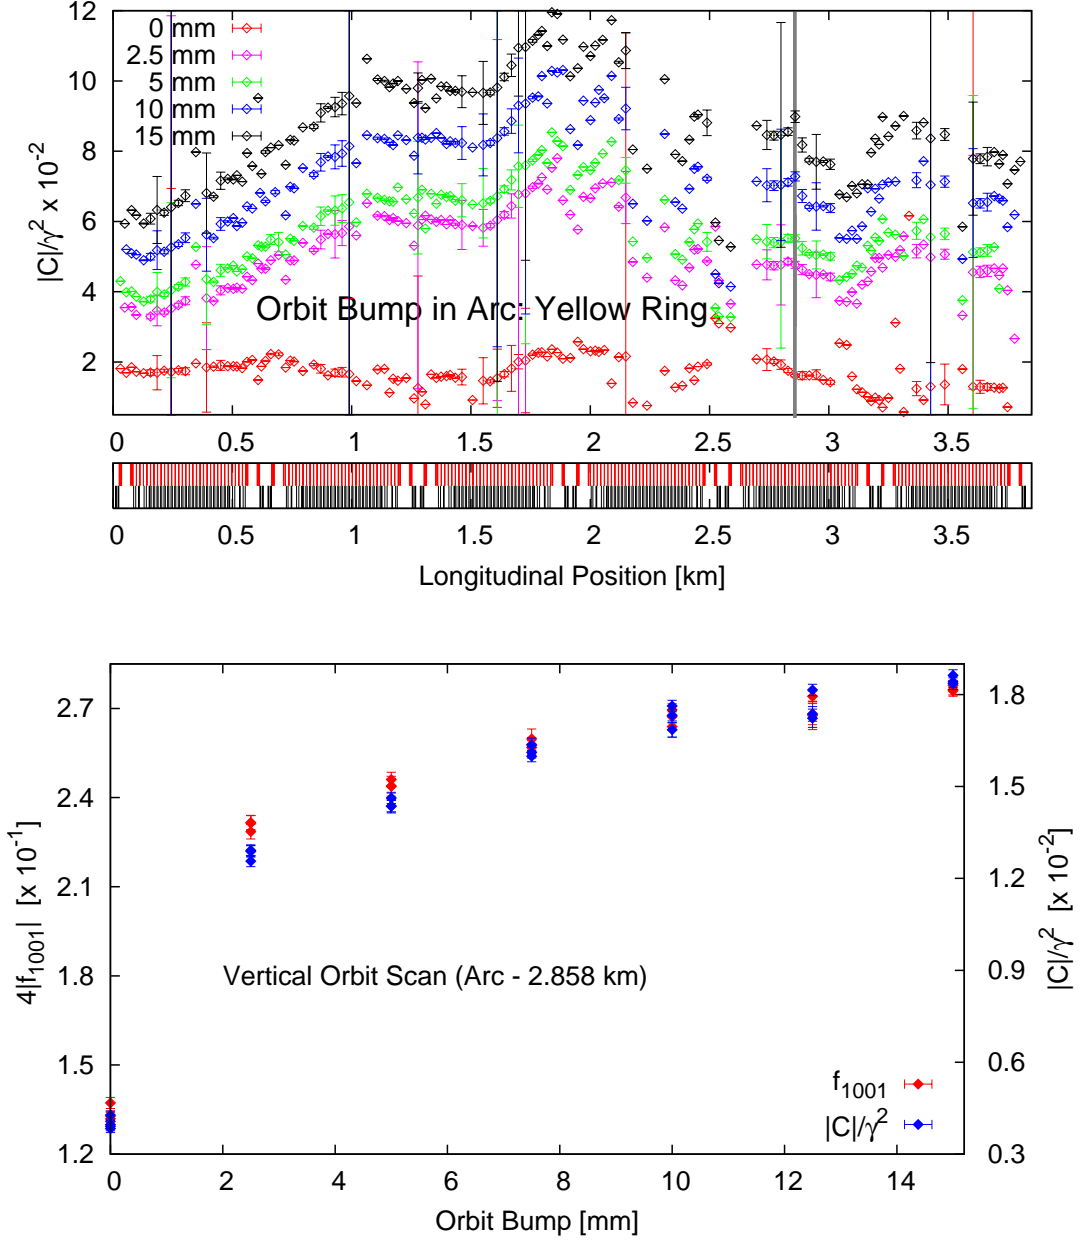 12
10
8
6
4
2
|C|/γ² x 10⁻²
0 mm
2.5 mm
5 mm
10 mm
15 mm
Orbit Bump in Arc: Yellow Ring
0 0.5 1 1.5 2 2.5 3 3.5
0 0.5 1 1.5 2 2.5 3 3.5
Longitudinal Position [km]
2.7
2.4
2.1
1.8
1.5
1.2
4|f₁₀₀₁| [x 10⁻¹]
1.8
1.5
1.2
0.9
0.6
0.3
|C|/γ² [x 10⁻²]
Vertical Orbit Scan (Arc - 2.858 km)
f₁₀₀₁
|C|/γ²
0 2 4 6 8 10 12 14
Orbit Bump [mm]